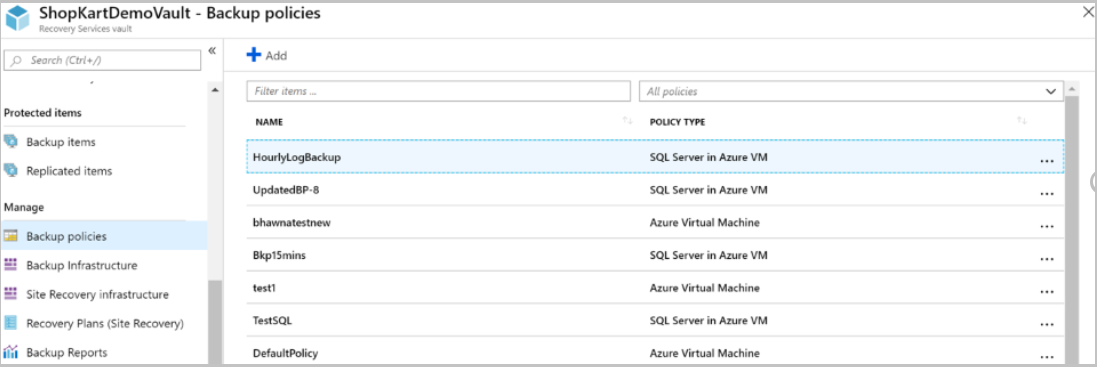 ShopKartDemoVault - Backup policies
Recovery Services vault
Search (Ctrl+/)
Protected items
Backup items
Replicated items
Manage
Backup policies
Backup Infrastructure
Site Recovery infrastructure
Recovery Plans (Site Recovery)
Backup Reports
Add
Filter items ...
All policies
NAME POLICY TYPE
HourlyLogBackup SQL Server in Azure VM
UpdatedBP-8 SQL Server in Azure VM
bhawnatestnew Azure Virtual Machine
Bkp15mins SQL Server in Azure VM
test1 Azure Virtual Machine
TestSQL SQL Server in Azure VM
DefaultPolicy Azure Virtual Machine